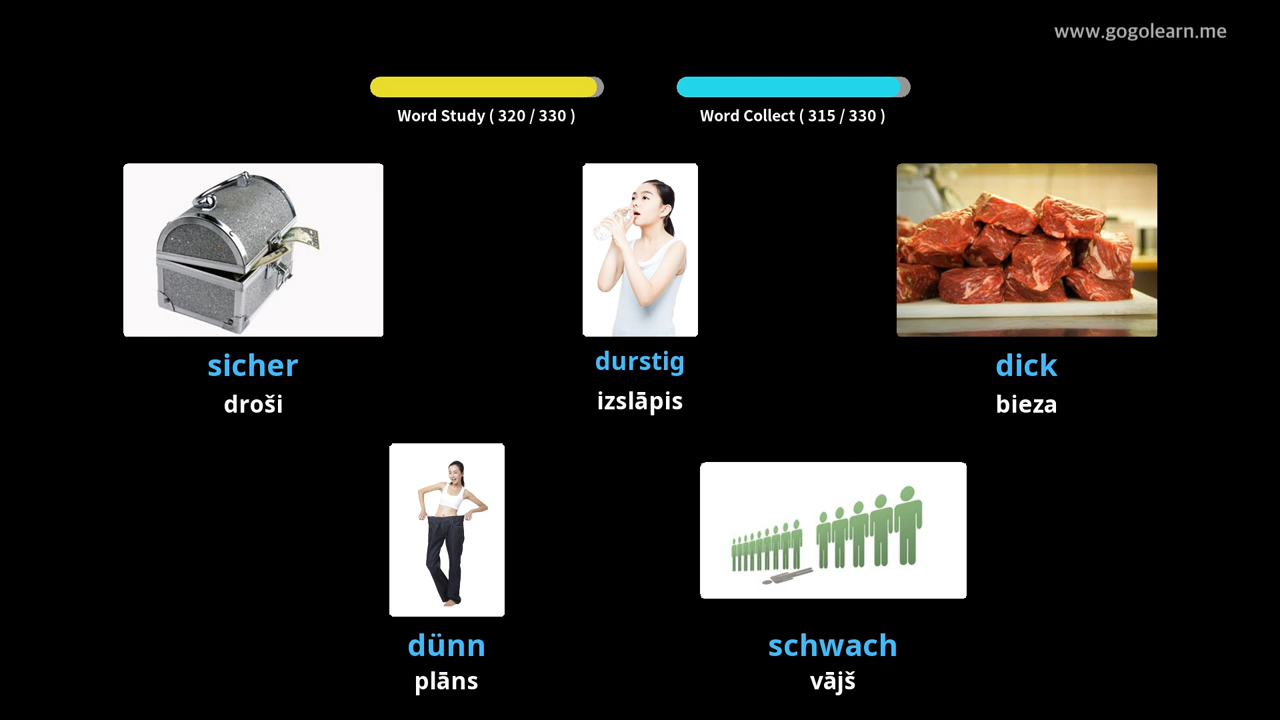 www.gogolearn.me
Word Study ( 320 / 330 )
Word Collect ( 315 / 330 )
sicher
droši
durstig
izslāpis
dick
bieza
dünn
plāns
schwach
vājš